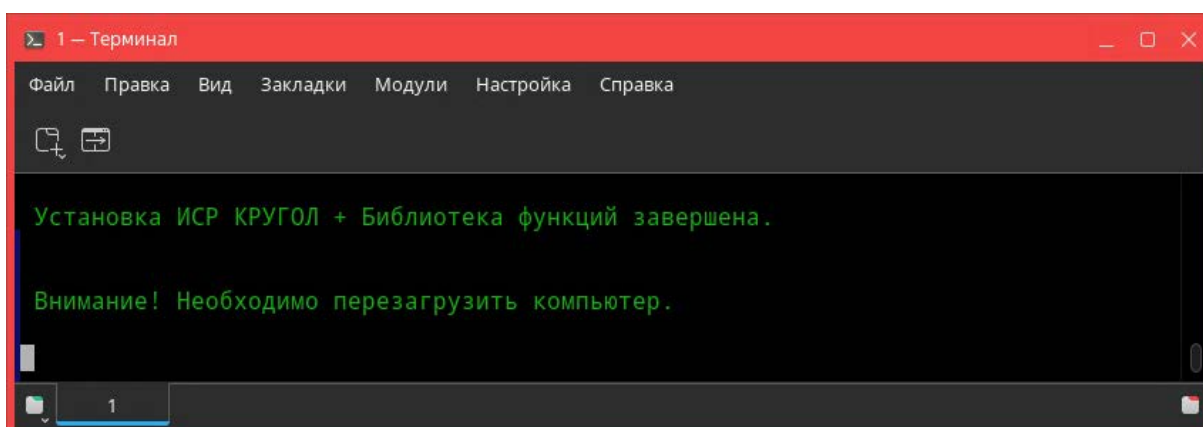 1 — Терминал
Файл Правка Вид Закладки Модули Настройка Справка
Установка ИСР КРУГОЛ + Библиотека функций завершена.
Внимание! Необходимо перезагрузить компьютер.
1